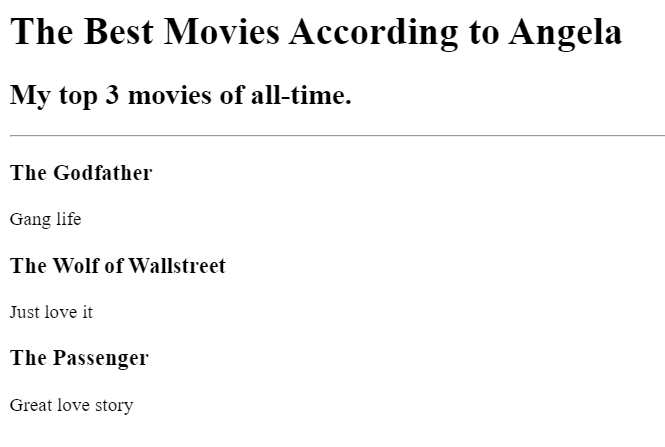 The Best Movies According to Angela
My top 3 movies of all-time.
The Godfather
Gang life
The Wolf of Wallstreet
Just love it
The Passenger
Great love story